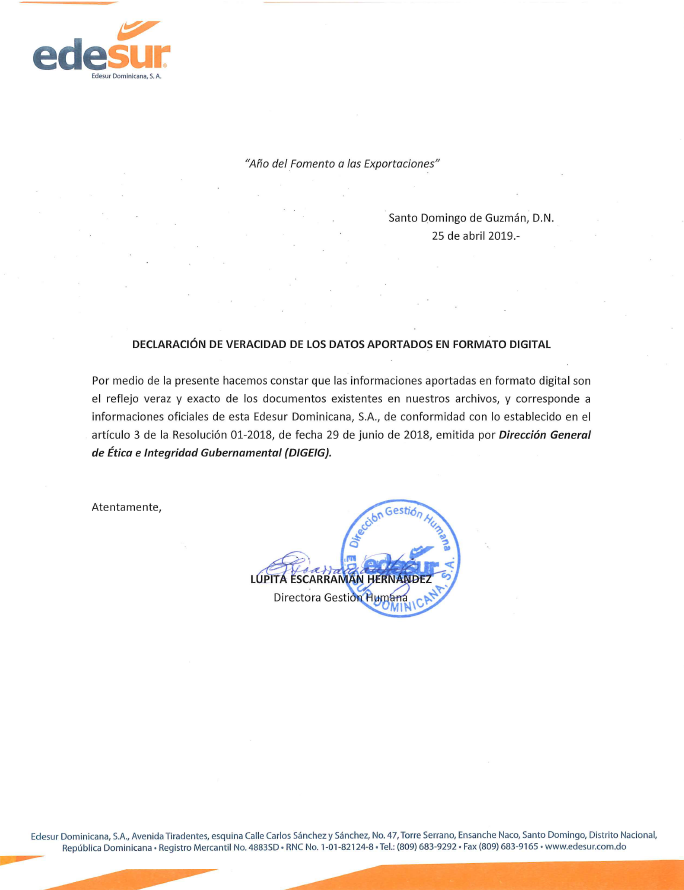 edesur
Edesur Dominicana, S. A.
"Año del Fomento a las Exportaciones"
Santo Domingo de Guzmán, D.N.
25 de abril 2019.-
DECLARACIÓN DE VERACIDAD DE LOS DATOS APORTADOS EN FORMATO DIGITAL
Por medio de la presente hacemos constar que las informaciones aportadas en formato digital son
el reflejo veraz y exacto de los documentos existentes en nuestros archivos, y corresponde a
informaciones oficiales de esta Edesur Dominicana, S.A., de conformidad con lo establecido en el
artículo 3 de la Resolución 01-2018, de fecha 29 de junio de 2018, emitida por Dirección General
de Ética e Integridad Gubernamental (DIGEIG).
Atentamente,
Dirección Gestión Humana
edesur
EDESUR DOMINICANA, S.A.
LUPITA ESCARRAMÁN HERNÁNDEZ
Directora Gestión Humana
Edesur Dominicana, S.A., Avenida Tiradentes, esquina Calle Carlos Sánchez y Sánchez, No. 47, Torre Serrano, Ensanche Naco, Santo Domingo, Distrito Nacional,
República Dominicana • Registro Mercantil No. 4883SD • RNC No. 1-01-82124-8 • Tel.: (809) 683-9292 • Fax (809) 683-9165 • www.edesur.com.do